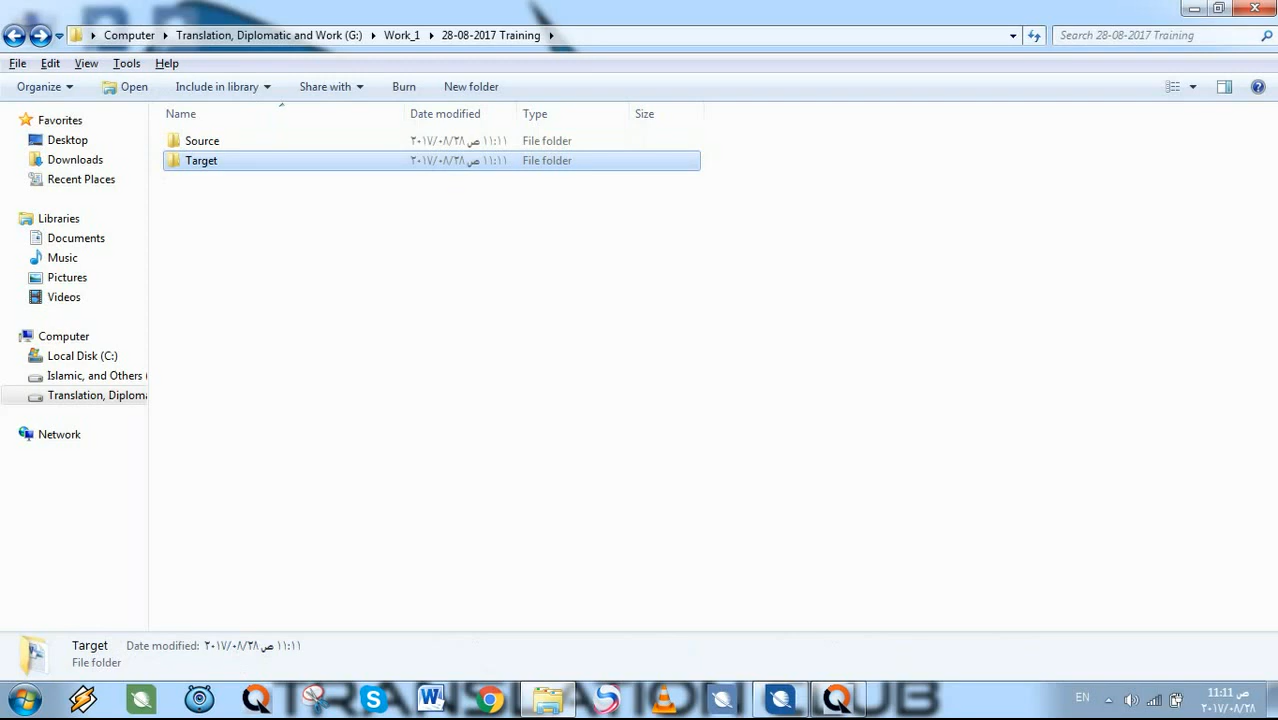 Computer Translation, Diplomatic and Work (G:) Work_1 28-08-2017 Training Search 28-08-2017 Training
File Edit View Tools Help
Organize Open Include in library Share with Burn New folder
Name Date modified Type Size
Favorites
Desktop
Downloads
Recent Places
Libraries
Documents
Music
Pictures
Videos
Computer
Local Disk (C:)
Islamic, and Others (
Translation, Diploma
Network
Source ٢٠١٧/٠٨/٢٨ ص ١١:١١ File folder
Target ٢٠١٧/٠٨/٢٨ ص ١١:١١ File folder
Target Date modified: ٢٠١٧/٠٨/٢٨ ص ١١:١١
File folder
TRANSLATION CLUB
EN
ص 11:11
٢٠١٧/٠٨/٢٨